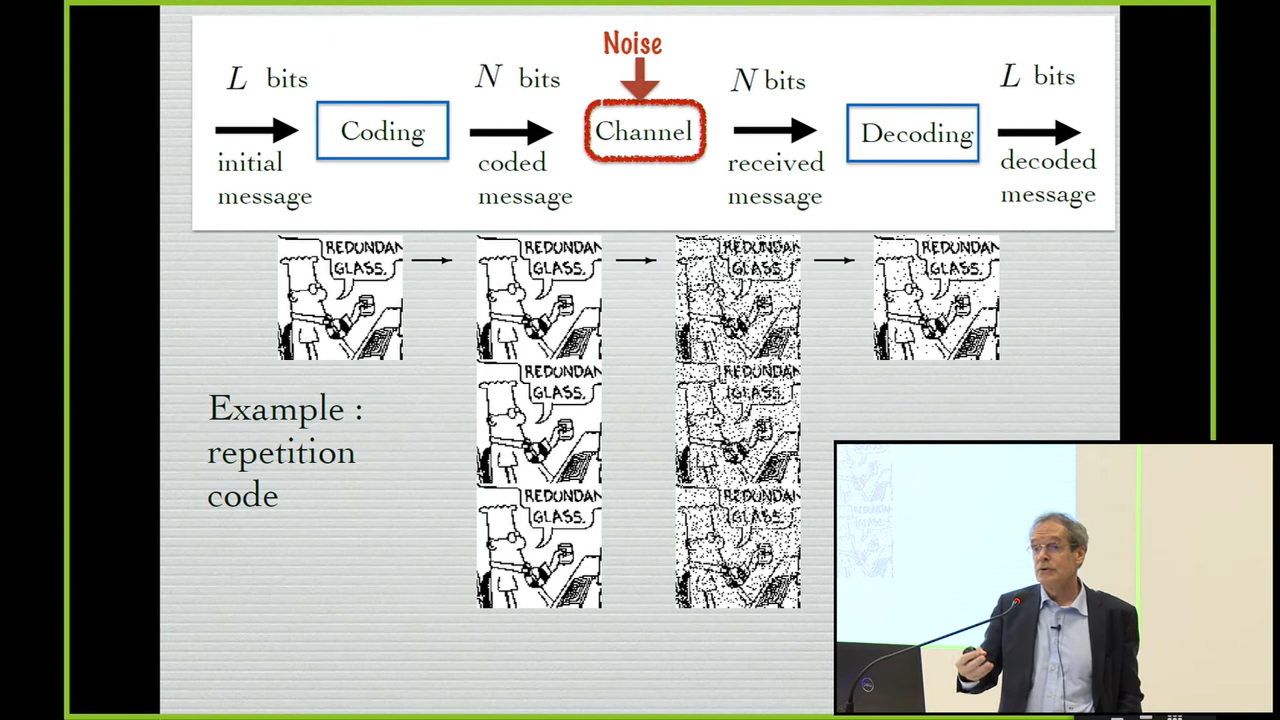 Noise
L bits
N bits
N bits
L bits
Coding
Channel
Decoding
initial
message
coded
message
received
message
decoded
message
REDUNDAN
GLASS.
REDUNDAN
GLASS.
REDUNDAN
GLASS.
REDUNDAN
GLASS.
REDUNDAN
GLASS.
REDUNDAN
GLASS.
REDUNDAN
GLASS.
REDUNDAN
GLASS.
Example :
repetition
code